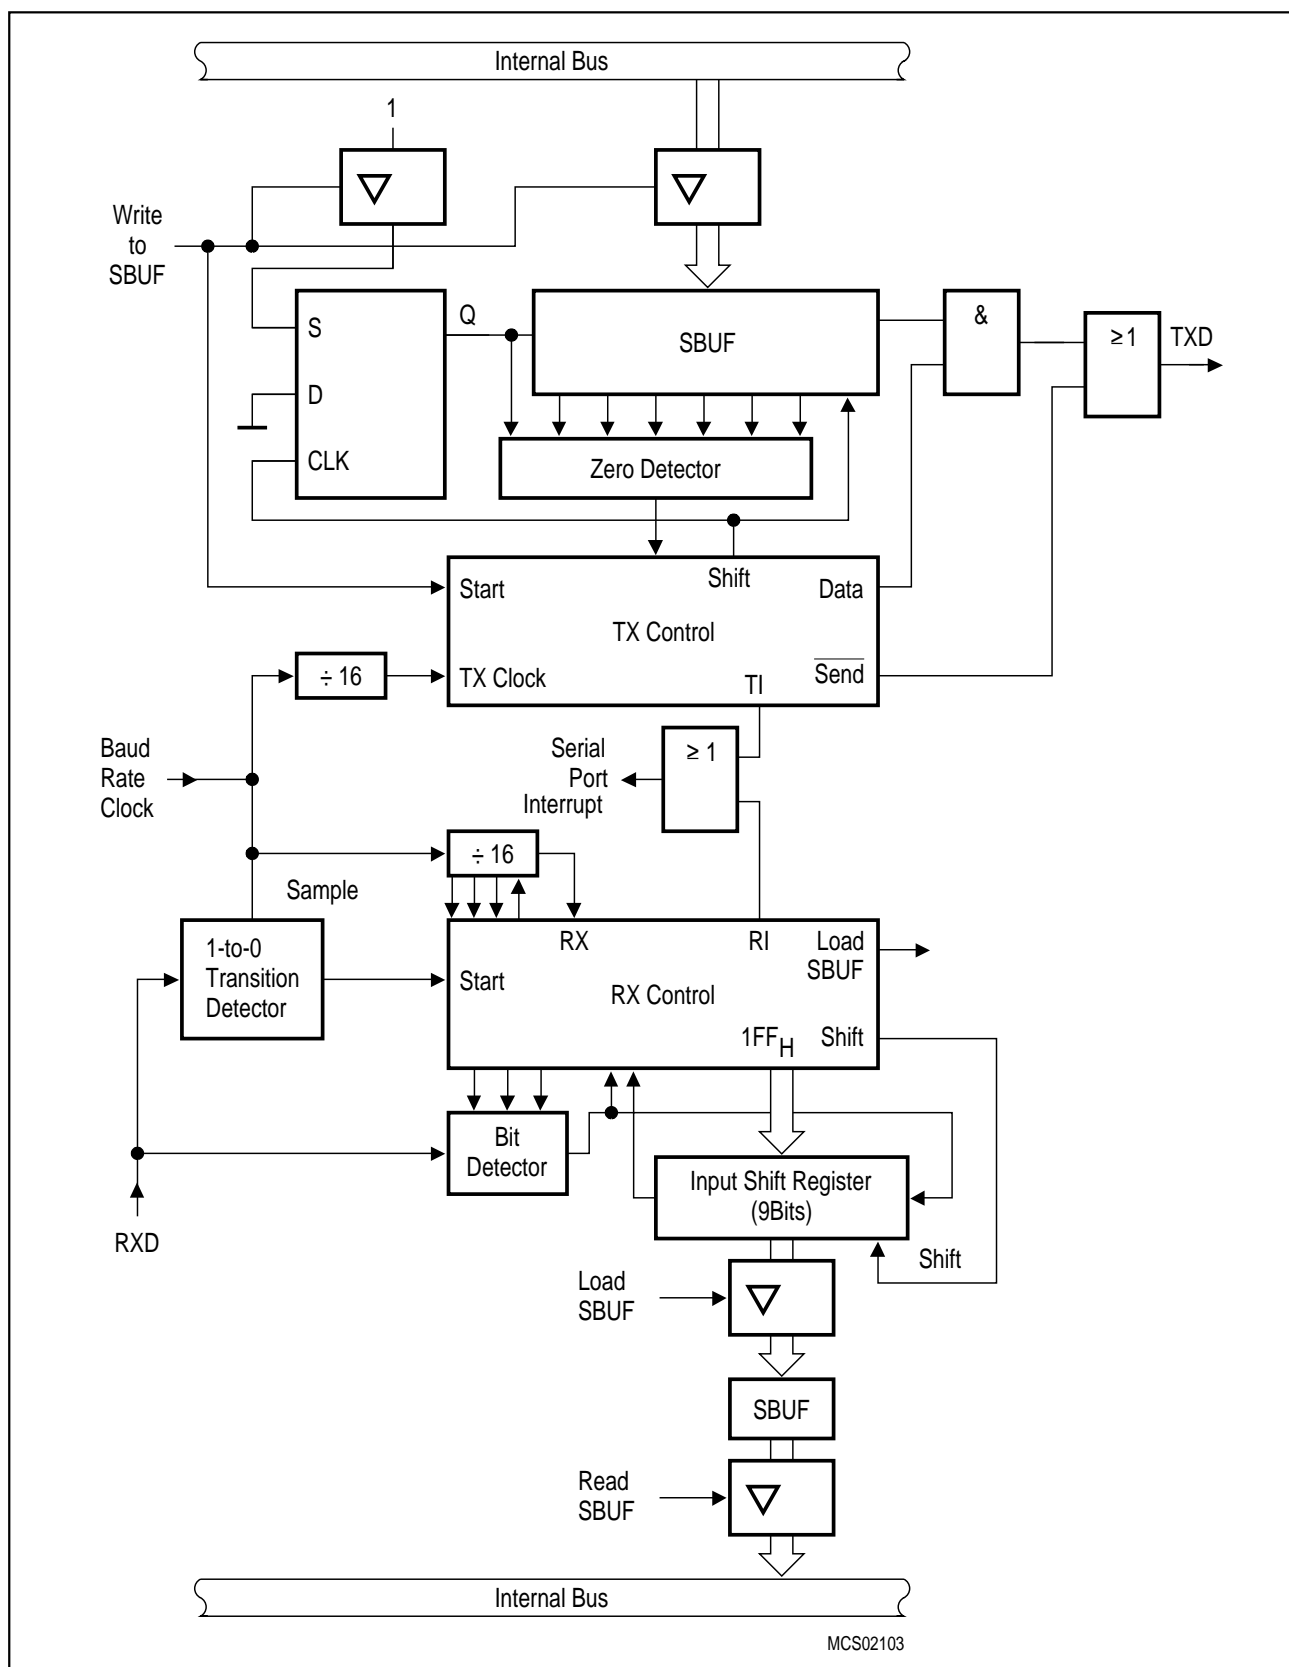 Internal Bus
1
Write
to
SBUF
S
D
CLK
Q
SBUF
&
≥ 1
TXD
Zero Detector
Start
Shift
Data
TX Control
TX Clock
TI
Send
÷ 16
Baud
Rate
Clock
Serial
Port
Interrupt
≥ 1
÷ 16
Sample
1-to-0
Transition
Detector
RX
RI
Load
SBUF
Start
RX Control
1FFH
Shift
Bit
Detector
Input Shift Register
(9Bits)
RXD
Shift
Load
SBUF
SBUF
Read
SBUF
Internal Bus
MCS02103